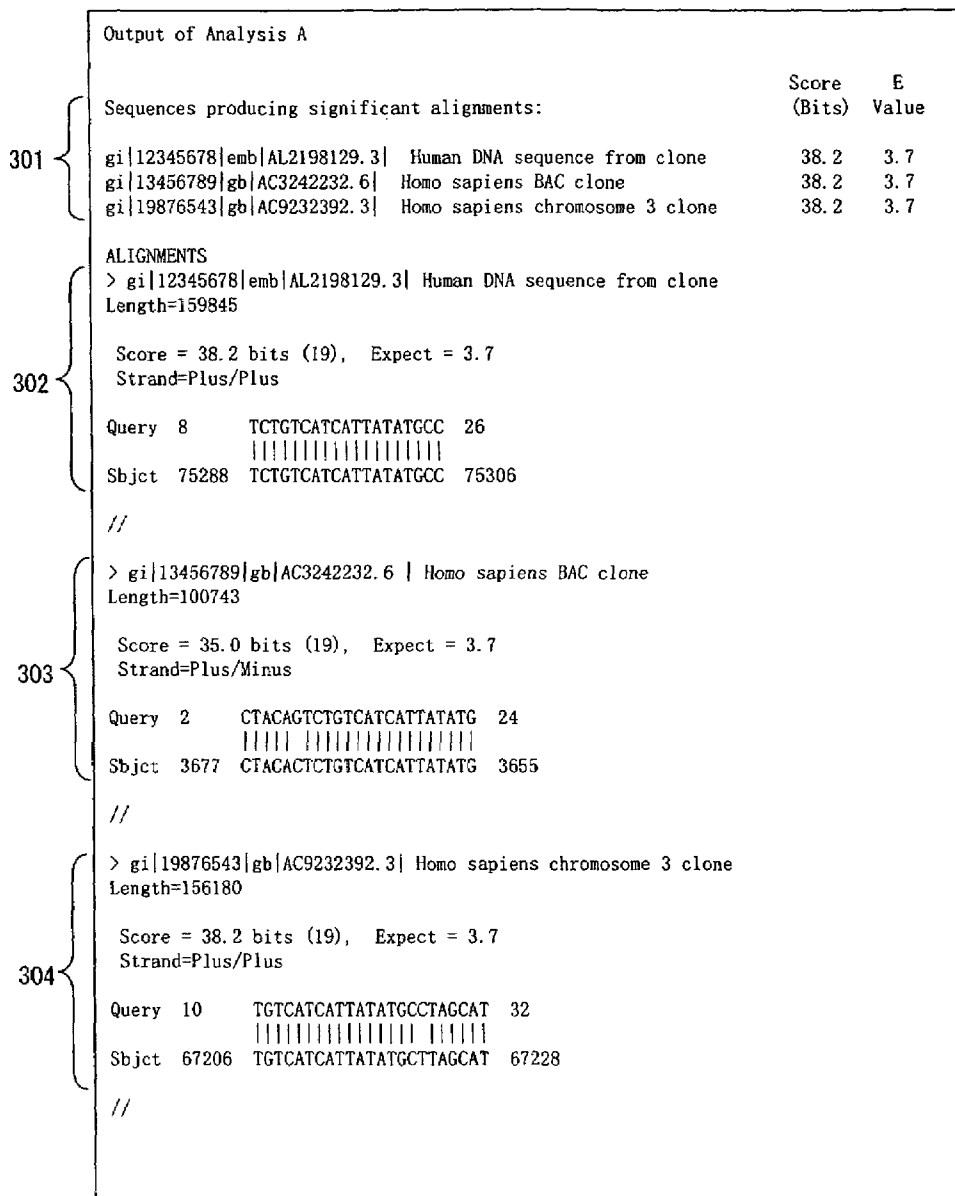 Output of Analysis A
Score E
Sequences producing significant alignments: (Bits) Value
301
gi|12345678|emb|AL2198129.3| Human DNA sequence from clone 38.2 3.7
gi|13456789|gb|AC3242232.6| Homo sapiens BAC clone 38.2 3.7
gi|19876543|gb|AC9232392.3| Homo sapiens chromosome 3 clone 38.2 3.7
ALIGNMENTS
> gi|12345678|emb|AL2198129.3| Human DNA sequence from clone
Length=159845
Score = 38.2 bits (19), Expect = 3.7
302
Strand=Plus/Plus
Query 8 TCTGTCATCATTATATGCC 26
|||||||||||||||||||
Sbjct 75288 TCTGTCATCATTATATGCC 75306
//
> gi|13456789|gb|AC3242232.6 | Homo sapiens BAC clone
Length=100743
Score = 35.0 bits (19), Expect = 3.7
303
Strand=Plus/Minus
Query 2 CTACAGTCTGTCATCATTATATG 24
||||| |||||||||||||||||
Sbjct 3677 CTACACTCTGTCATCATTATATG 3655
//
> gi|19876543|gb|AC9232392.3| Homo sapiens chromosome 3 clone
Length=156180
Score = 38.2 bits (19), Expect = 3.7
Strand=Plus/Plus
304
Query 10 TGTCATCATTATATGCCTAGCAT 32
|||||||||||||||| ||||||
Sbjct 67206 TGTCATCATTATATGCTTAGCAT 67228
//